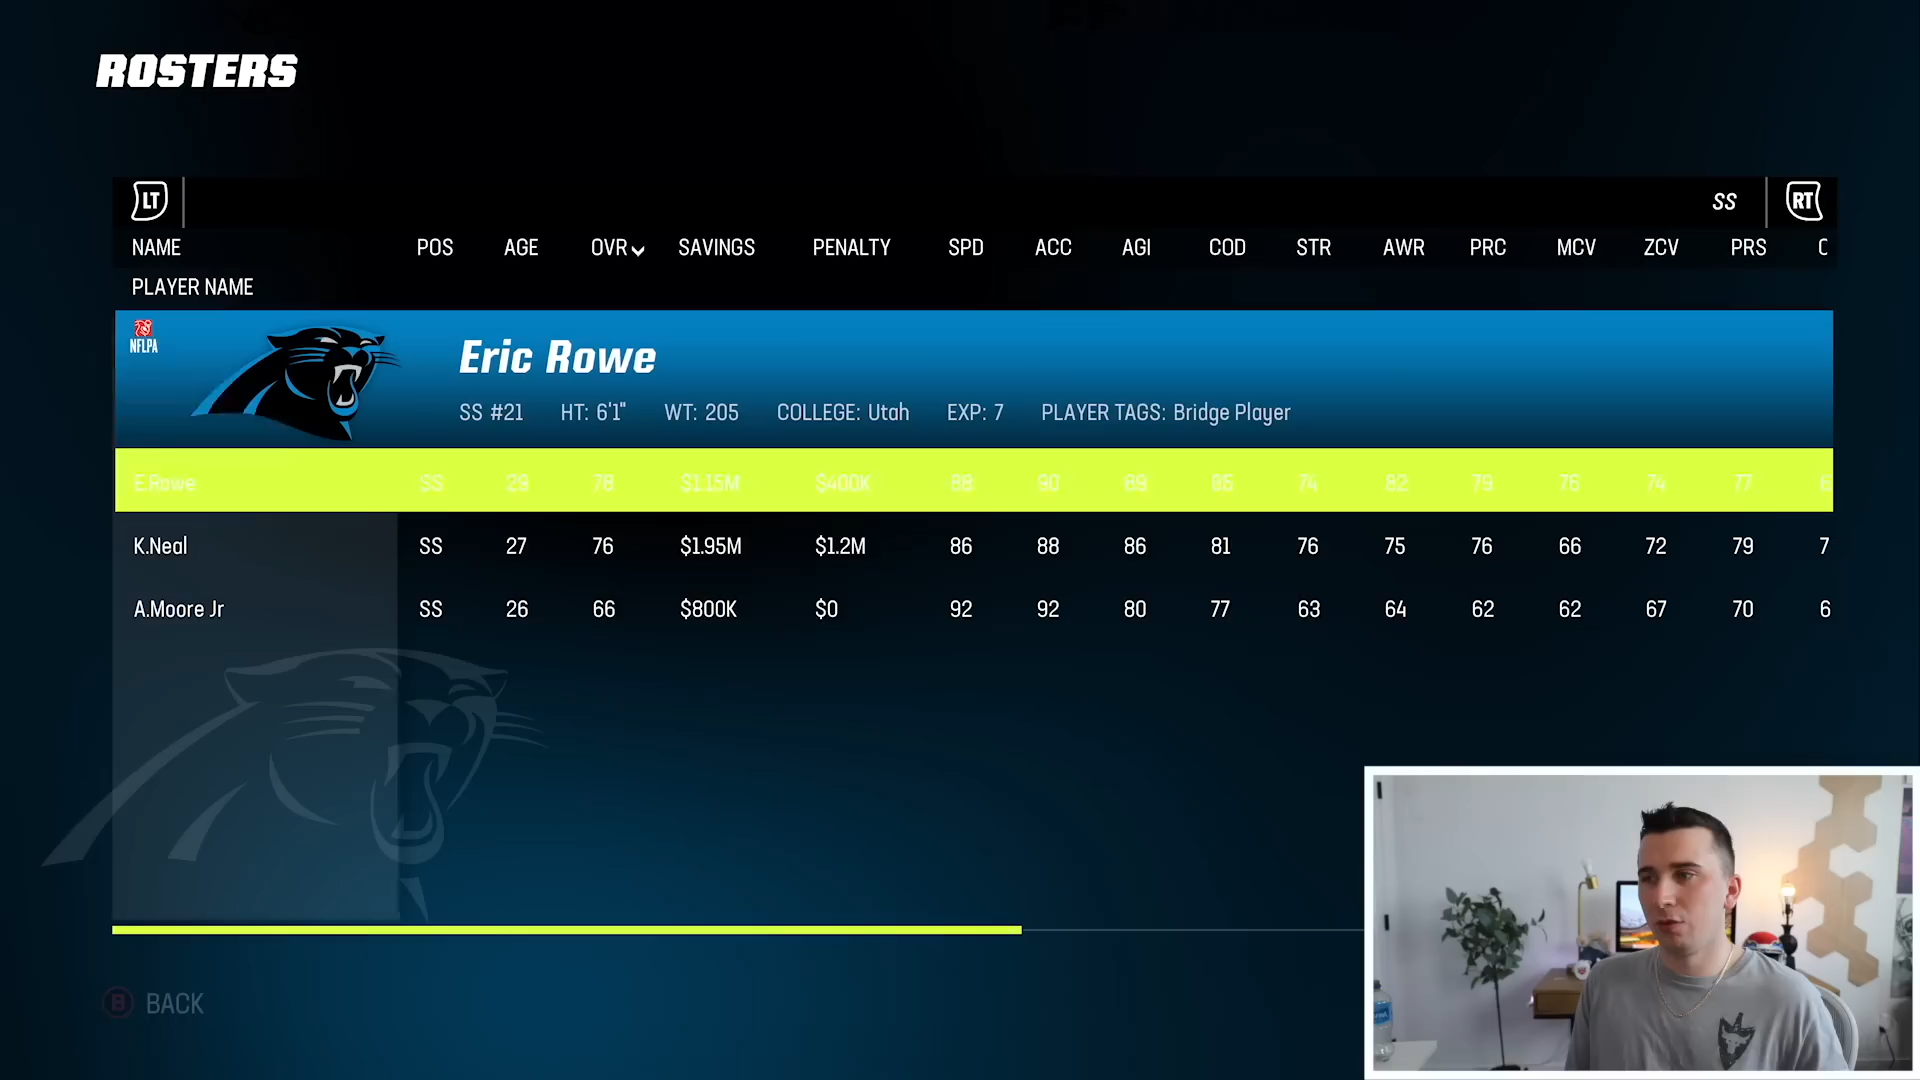 ROSTERS
LT SS RT
NAME POS AGE OVR SAVINGS PENALTY SPD ACC AGI COD STR AWR PRC MCV ZCV PRS C
PLAYER NAME
NFLPA
Eric Rowe
SS #21 HT: 6'1" WT: 205 COLLEGE: Utah EXP: 7 PLAYER TAGS: Bridge Player
E.Rowe SS 29 78 $1.15M $400K 88 90 89 85 74 82 79 76 74 77 6
K.Neal SS 27 76 $1.95M $1.2M 86 88 86 81 76 75 76 66 72 79 7
A.Moore Jr SS 26 66 $800K $0 92 92 80 77 63 64 62 62 67 70 6
B BACK